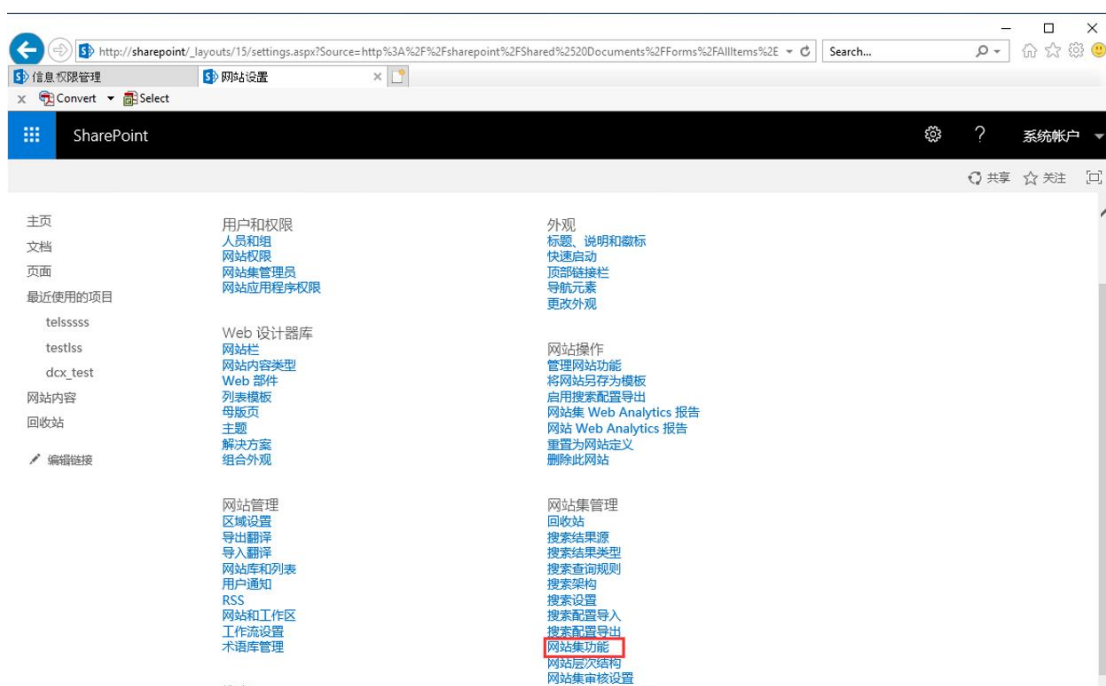 http://sharepoint/_layouts/15/settings.aspx?Source=http%3A%2F%2Fsharepoint%2FShared%2520Documents%2FForms%2FAllItems%2E
Search...
信息权限管理
网站设置
Convert
Select
SharePoint
系统帐户
共享
关注
主页
文档
页面
最近使用的项目
telsssss
testlss
dcx_test
网站内容
回收站
编辑链接
用户和权限
人员和组
网站权限
网站集管理员
网站应用程序权限
Web 设计器库
网站栏
网站内容类型
Web 部件
列表模板
母版页
主题
解决方案
组合外观
网站管理
区域设置
导出翻译
导入翻译
网站库和列表
用户通知
RSS
网站和工作区
工作流设置
术语库管理
外观
标题、说明和徽标
快速启动
顶部链接栏
导航元素
更改外观
网站操作
管理网站功能
将网站另存为模板
启用搜索配置导出
网站集 Web Analytics 报告
网站 Web Analytics 报告
重置为网站定义
删除此网站
网站集管理
回收站
搜索结果源
搜索结果类型
搜索查询规则
搜索架构
搜索设置
搜索配置导入
搜索配置导出
网站集功能
网站层次结构
网站集审核设置